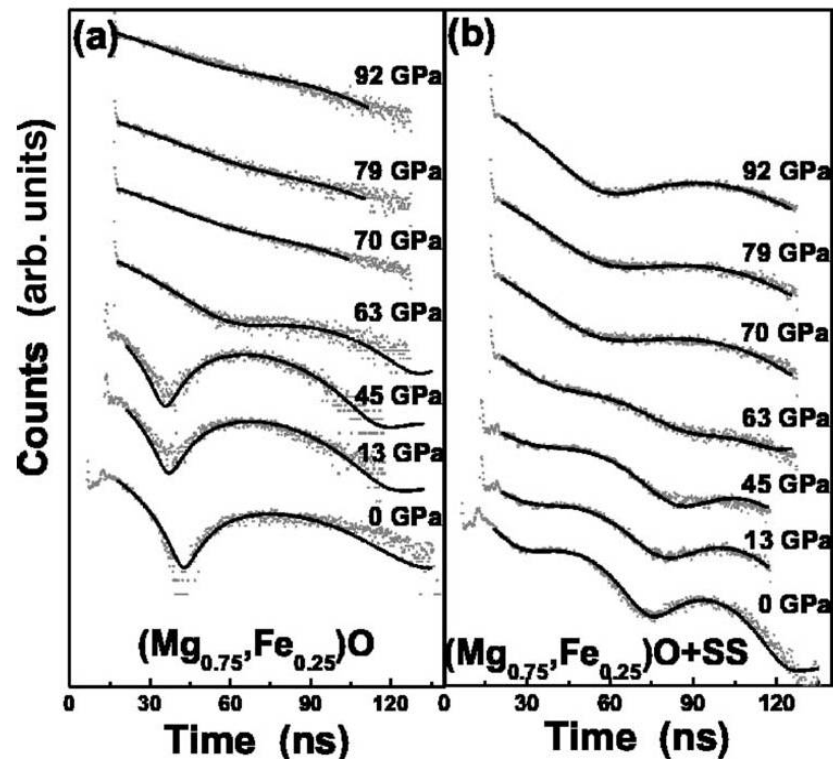 (a)
92 GPa
79 GPa
70 GPa
63 GPa
45 GPa
13 GPa
0 GPa
(Mg0.75,Fe0.25)O
0 30 60 90 120
Time (ns)
Counts (arb. units)
(b)
92 GPa
79 GPa
70 GPa
63 GPa
45 GPa
13 GPa
0 GPa
(Mg0.75,Fe0.25)O+SS
0 30 60 90 120
Time (ns)